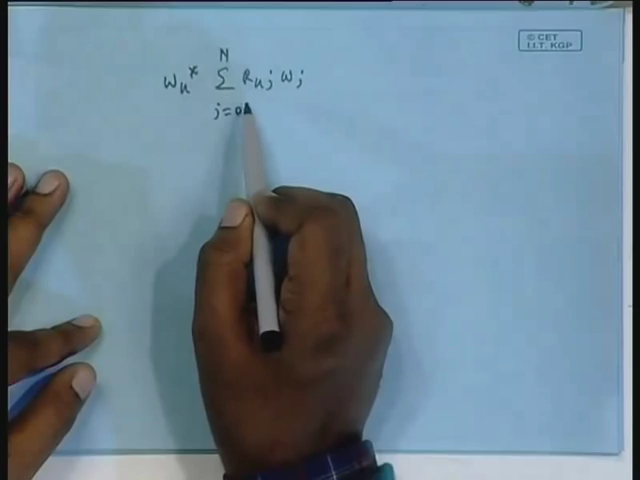 © CET
I.I.T. KGP
N
w_k* Σ R_kj w_j
j=0